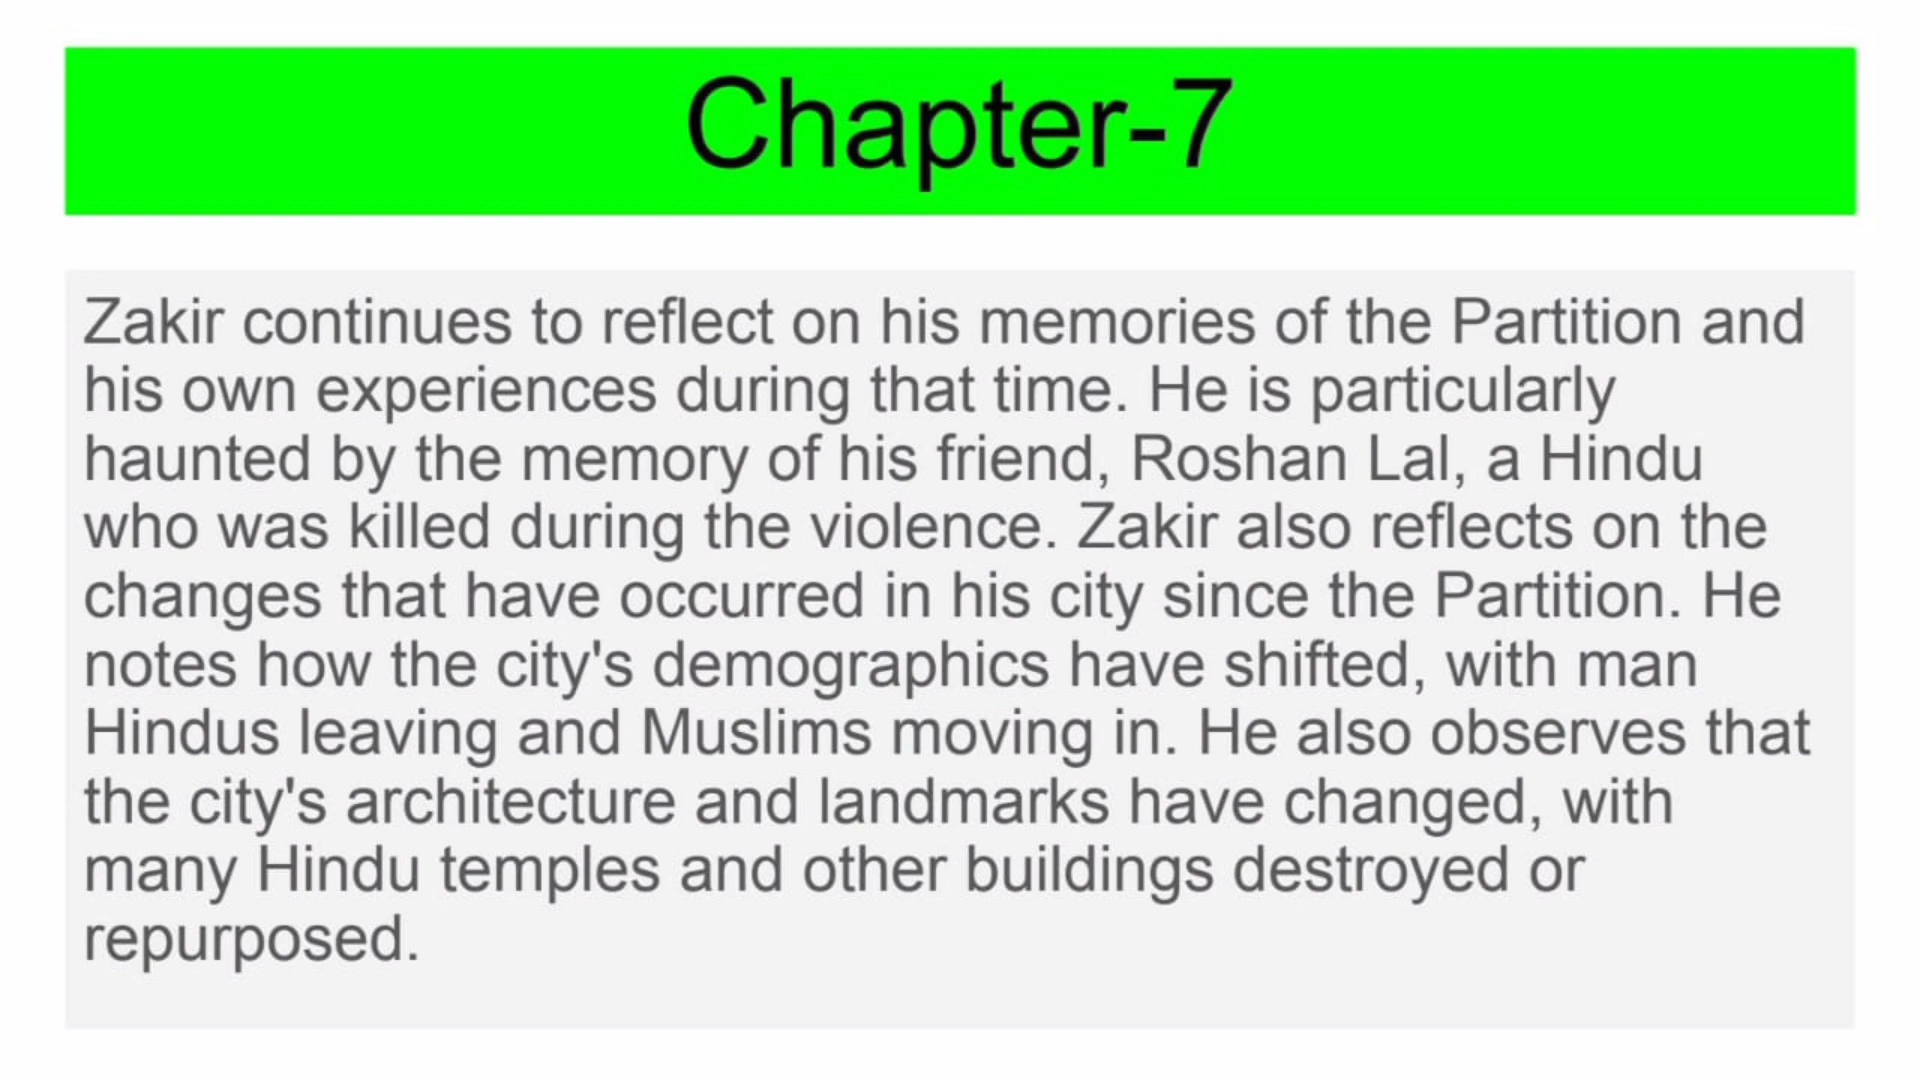 Chapter-7
Zakir continues to reflect on his memories of the Partition and
his own experiences during that time. He is particularly
haunted by the memory of his friend, Roshan Lal, a Hindu
who was killed during the violence. Zakir also reflects on the
changes that have occurred in his city since the Partition. He
notes how the city's demographics have shifted, with man
Hindus leaving and Muslims moving in. He also observes that
the city's architecture and landmarks have changed, with
many Hindu temples and other buildings destroyed or
repurposed.